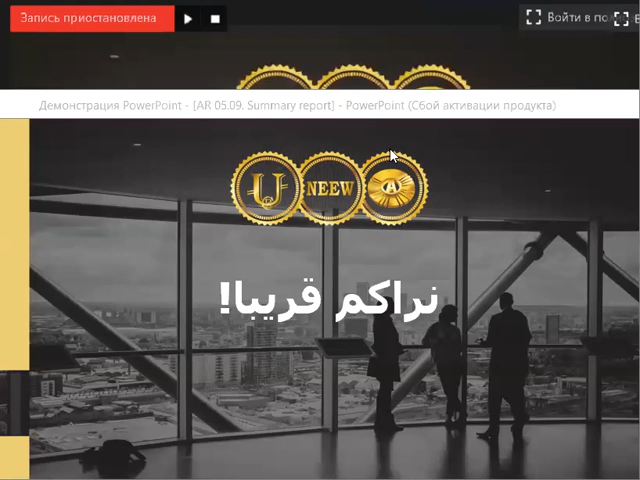 Запись приостановлена
Войти в по
Демонстрация PowerPoint - [AR 05.09. Summary report] - PowerPoint (Сбой активации продукта)
U NEEW A
نراكم قريبا!